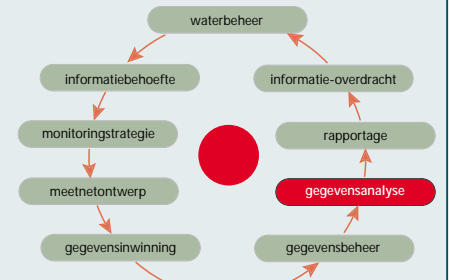 waterbeheer
informatiebehoefte
informatie-overdracht
monitoringstrategie
rapportage
meetnetontwerp
gegevensanalyse
gegevensinwinning
gegevensbeheer